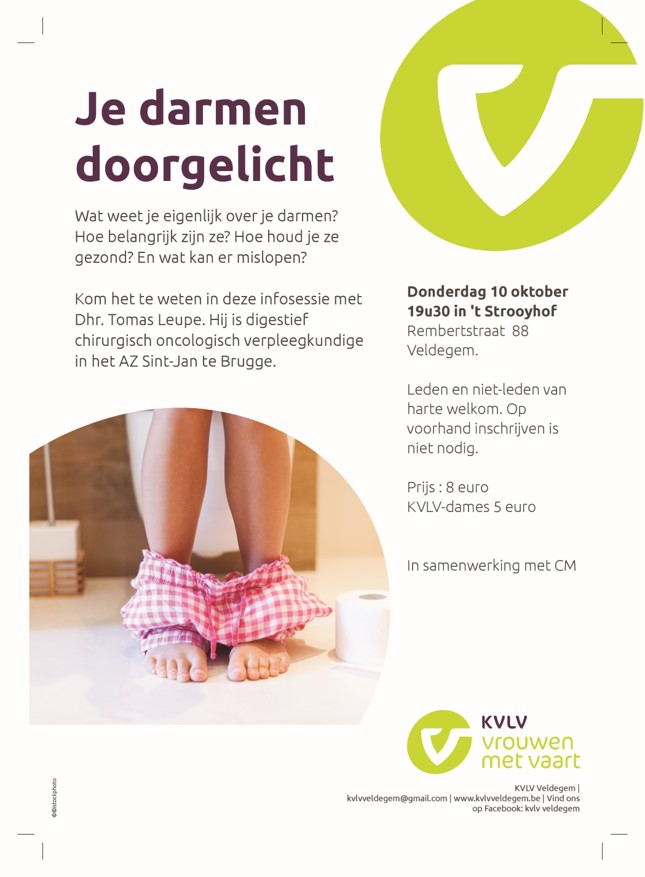 Je darmen
doorgelicht
Wat weet je eigenlijk over je darmen?
Hoe belangrijk zijn ze? Hoe houd je ze
gezond? En wat kan er mislopen?
Kom het te weten in deze infosessie met
Dhr. Tomas Leupe. Hij is digestief
chirurgisch oncologisch verpleegkundige
in het AZ Sint-Jan te Brugge.
Donderdag 10 oktober
19u30 in 't Strooyhof
Rembertstraat 88
Veldegem.
Leden en niet-leden van
harte welkom. Op
voorhand inschrijven is
niet nodig.
Prijs : 8 euro
KVLV-dames 5 euro
In samenwerking met CM
KVLV
vrouwen
met vaart
KVLV Veldegem |
kvlvveldegem@gmail.com | www.kvlvveldegem.be | Vind ons
op Facebook: kvlv veldegem
©©Istockphoto